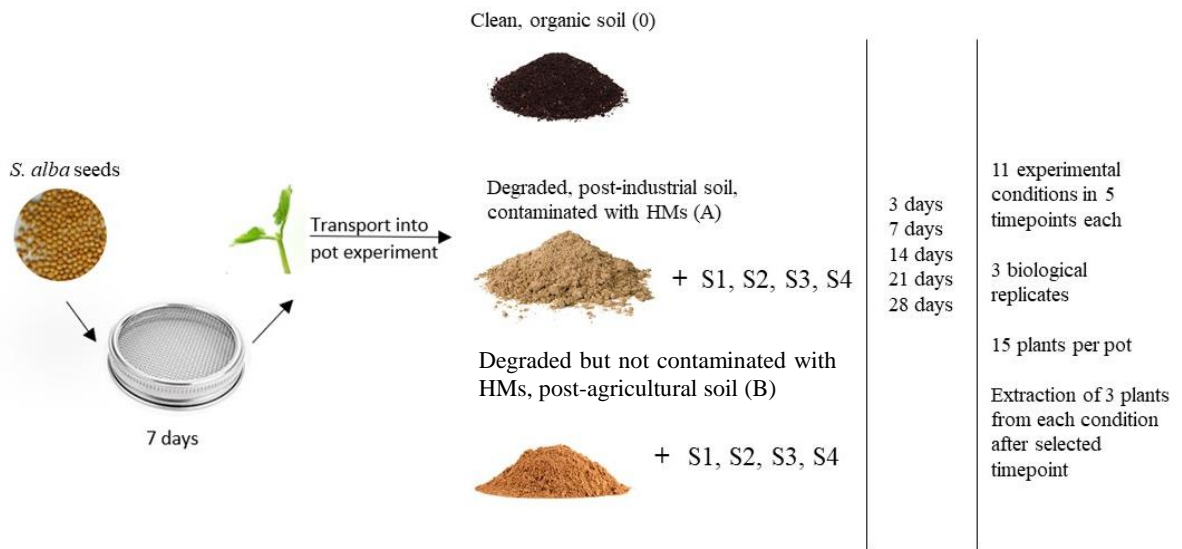 Clean, organic soil (0)
S. alba seeds
7 days
Transport into
pot experiment
Degraded, post-industrial soil,
contaminated with HMs (A)
+ S1, S2, S3, S4
Degraded but not contaminated with
HMs, post-agricultural soil (B)
+ S1, S2, S3, S4
3 days
7 days
14 days
21 days
28 days
11 experimental
conditions in 5
timepoints each
3 biological
replicates
15 plants per pot
Extraction of 3 plants
from each condition
after selected
timepoint